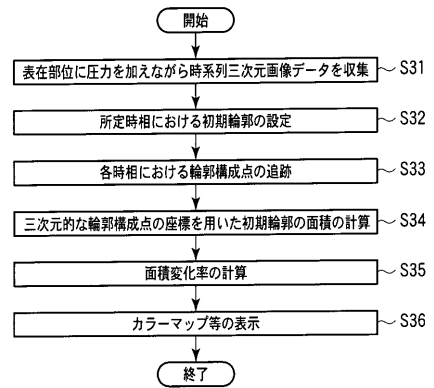 開始
表在部位に圧力を加えながら時系列三次元画像データを収集 S31
所定時相における初期輪郭の設定 S32
各時相における輪郭構成点の追跡 S33
三次元的な輪郭構成点の座標を用いた初期輪郭の面積の計算 S34
面積変化率の計算 S35
カラーマップ等の表示 S36
終了